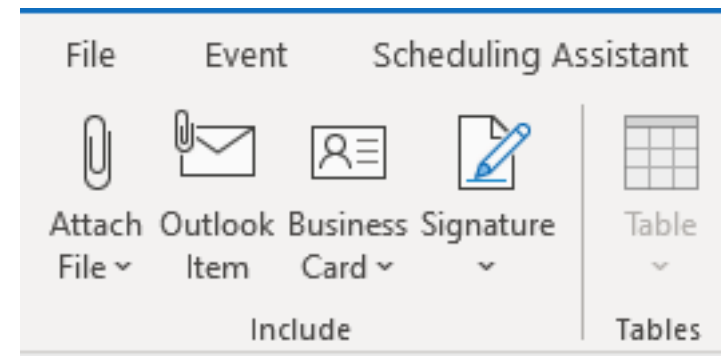 File Event Scheduling Assistant
Attach Outlook Business Signature Table
File Item Card
Include Tables